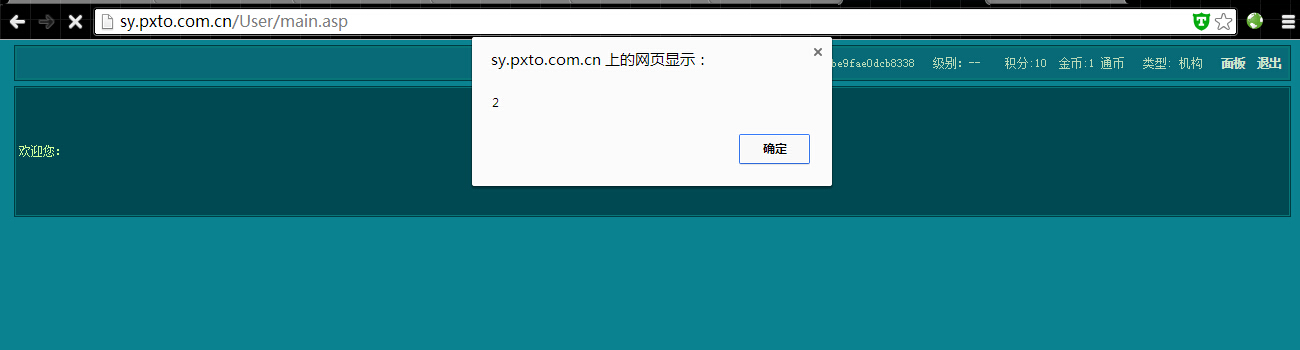 sy.pxto.com.cn/User/main.asp
sy.pxto.com.cn 上的网页显示：
be9fae0dcb8338 级别：-- 积分:10 金币:1 通币 类型: 机构 面板 退出
2
确定
欢迎您：